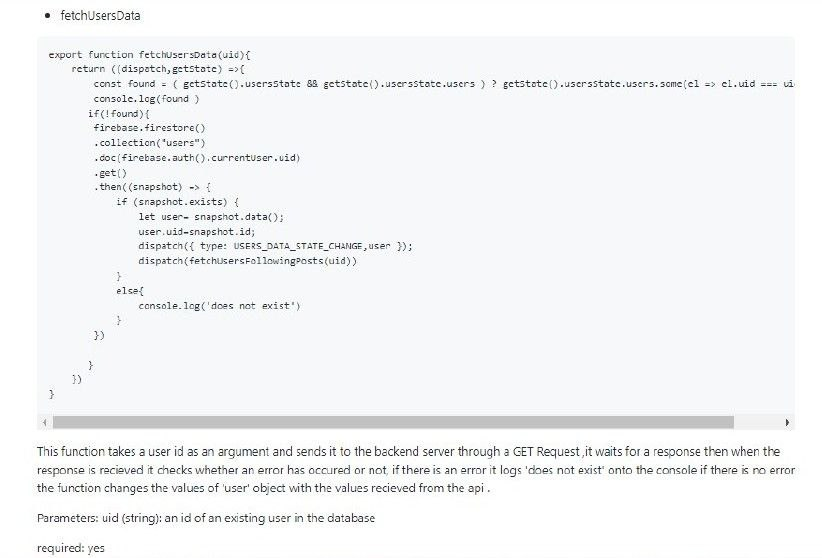 fetchUsersData
export function fetchUsersData(uid){
return ((dispatch,getState) =>{
const found = ( getState().usersState && getState().usersState.users ) ? getState().usersState.users.some(el => el.uid === ui
console.log(found )
if(!found){
firebase.firestore()
.collection("users")
.doc(firebase.auth().currentUser.uid)
.get()
.then((snapshot) => {
if (snapshot.exists) {
let user= snapshot.data();
user.uid=snapshot.id;
dispatch({ type: USERS_DATA_STATE_CHANGE,user });
dispatch(fetchUsersFollowingPosts(uid))
}
else{
console.log('does not exist')
}
})
}
})
}
This function takes a user id as an argument and sends it to the backend server through a GET Request ,it waits for a response then when the
response is recieved it checks whether an error has occured or not, if there is an error it logs 'does not exist' onto the console if there is no error
the function changes the values of 'user' object with the values recieved from the api .
Parameters: uid (string): an id of an existing user in the database
required: yes